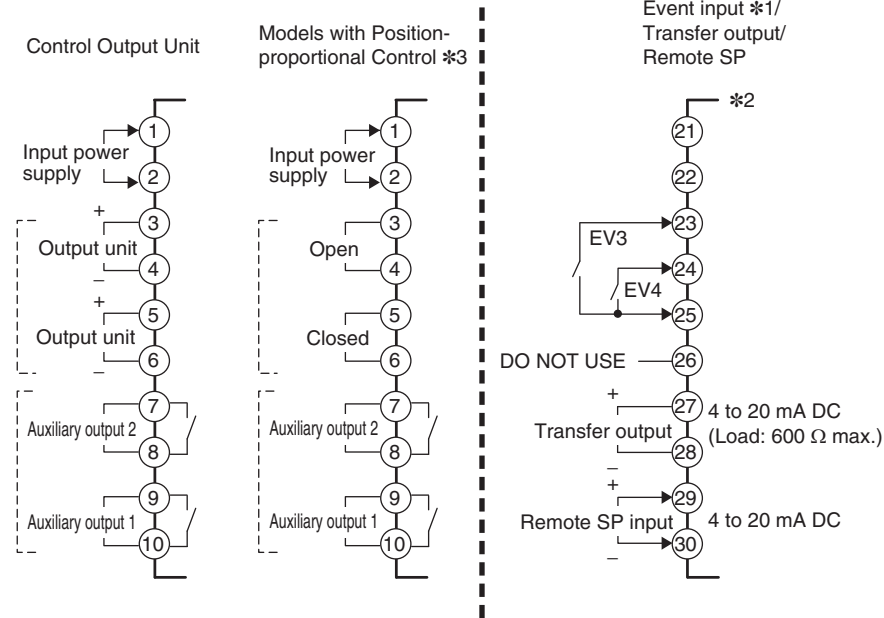 Control Output Unit
Input power
supply
1
2
+
3
Output unit
4
–
+
5
Output unit
6
–
7
Auxiliary output 2
8
9
Auxiliary output 1
10
Models with Position-
proportional Control ✻3
Input power
supply
1
2
3
Open
4
5
Closed
6
7
Auxiliary output 2
8
9
Auxiliary output 1
10
Event input ✻1/
Transfer output/
Remote SP
✻2
21
22
23
EV3
24
EV4
25
DO NOT USE
26
+
27
Transfer output
4 to 20 mA DC
(Load: 600 Ω max.)
28
–
+
29
Remote SP input
4 to 20 mA DC
30
–